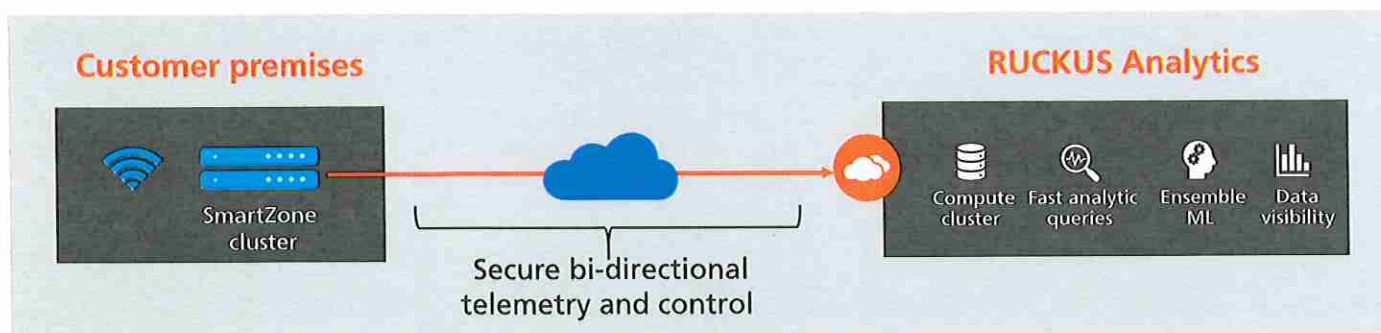 Customer premises
RUCKUS Analytics
SmartZone
cluster
Secure bi-directional
telemetry and control
Compute
cluster
Fast analytic
queries
Ensemble
ML
Data
visibility